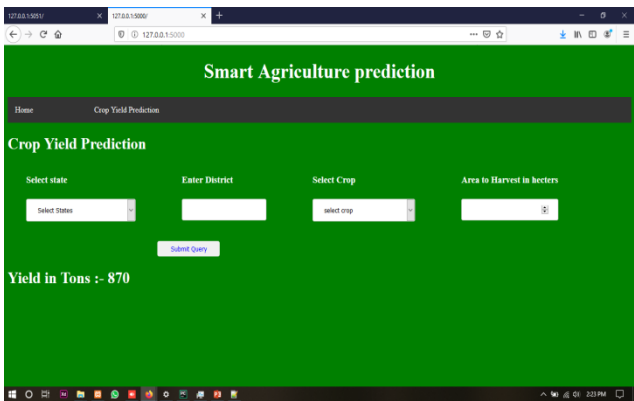 127.0.0.1:5051/ 127.0.0.1:5000/
127.0.0.1:5000
Smart Agriculture prediction
Home Crop Yield Prediction
Crop Yield Prediction
Select state Enter District Select Crop Area to Harvest in hecters
Select States select crop
Submit Query
Yield in Tons :- 870
2:23 PM